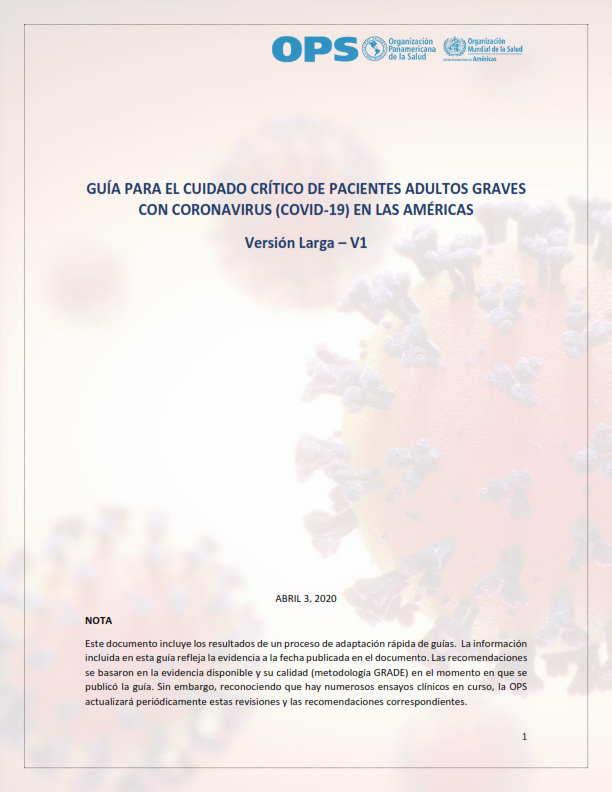 OPS
Organización
Panamericana
de la Salud
Organización
Mundial de la Salud
Américas
GUÍA PARA EL CUIDADO CRÍTICO DE PACIENTES ADULTOS GRAVES
CON CORONAVIRUS (COVID-19) EN LAS AMÉRICAS
Versión Larga – V1
ABRIL 3, 2020
NOTA
Este documento incluye los resultados de un proceso de adaptación rápida de guías. La información
incluida en esta guía refleja la evidencia a la fecha publicada en el documento. Las recomendaciones
se basaron en la evidencia disponible y su calidad (metodología GRADE) en el momento en que se
publicó la guía. Sin embargo, reconociendo que hay numerosos ensayos clínicos en curso, la OPS
actualizará periódicamente estas revisiones y las recomendaciones correspondientes.
1